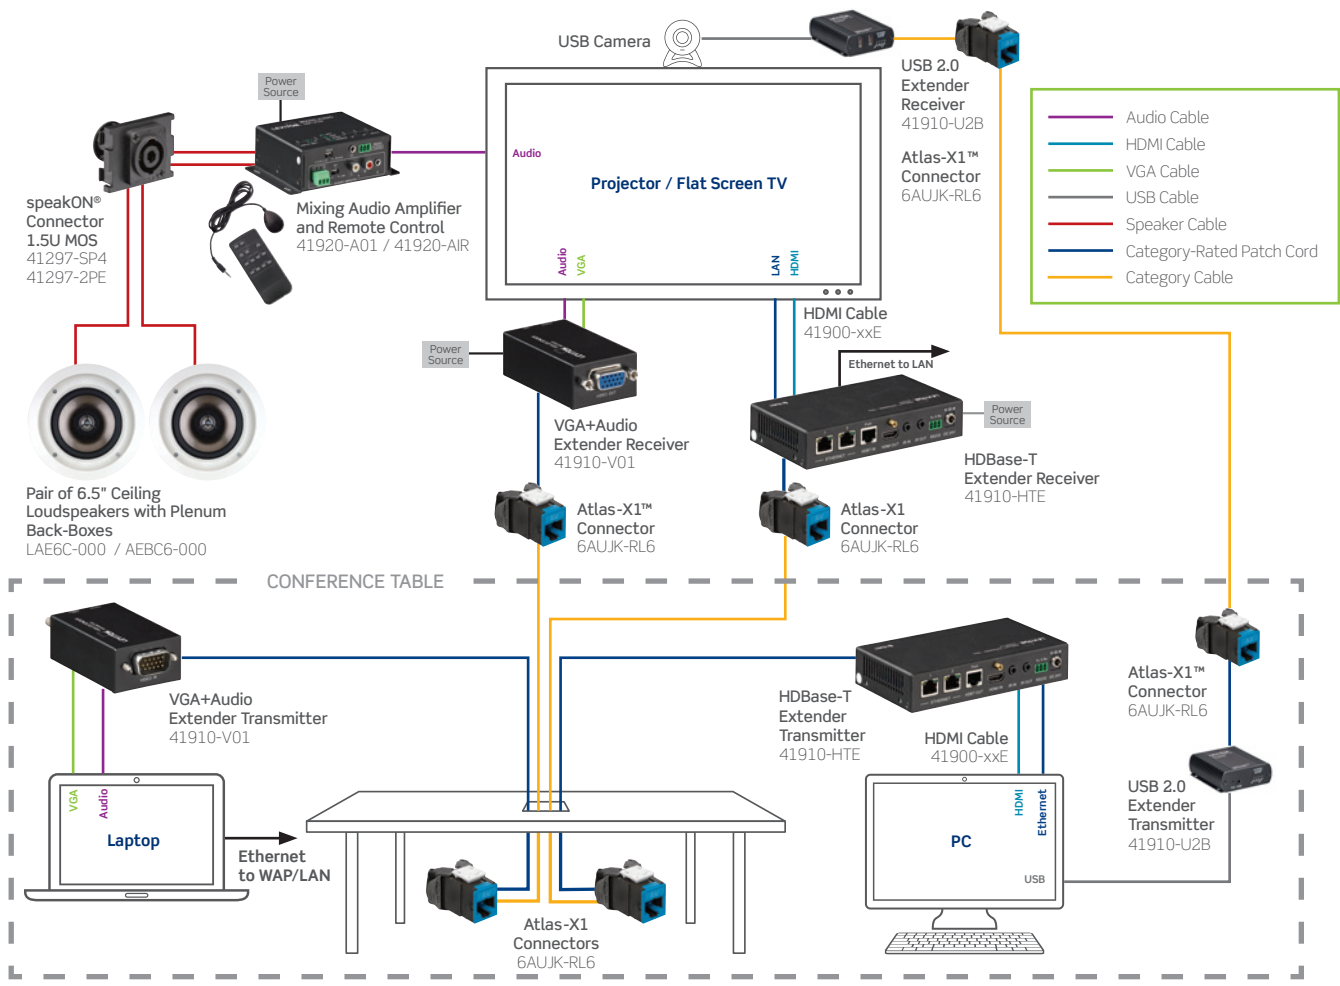 USB Camera
Power
Source
speakON®
Connector
1.5U MOS
41297-SP4
41297-2PE
Mixing Audio Amplifier
and Remote Control
41920-A01 / 41920-AIR
Audio
Projector / Flat Screen TV
Audio
VGA
LAN
HDMI
USB 2.0
Extender
Receiver
41910-U2B
Atlas-X1™
Connector
6AUJK-RL6
Audio Cable
HDMI Cable
VGA Cable
USB Cable
Speaker Cable
Category-Rated Patch Cord
Category Cable
Pair of 6.5" Ceiling
Loudspeakers with Plenum
Back-Boxes
LAE6C-000 / AEBC6-000
Power
Source
VGA+Audio
Extender Receiver
41910-V01
HDMI Cable
41900-xxE
Ethernet to LAN
Power
Source
HDBase-T
Extender Receiver
41910-HTE
Atlas-X1™
Connector
6AUJK-RL6
Atlas-X1
Connector
6AUJK-RL6
CONFERENCE TABLE
VGA+Audio
Extender Transmitter
41910-V01
VGA
Audio
Laptop
Ethernet
to WAP/LAN
Atlas-X1
Connectors
6AUJK-RL6
HDBase-T
Extender
Transmitter
41910-HTE
HDMI Cable
41900-xxE
HDMI
Ethernet
PC
USB
Atlas-X1™
Connector
6AUJK-RL6
USB 2.0
Extender
Transmitter
41910-U2B